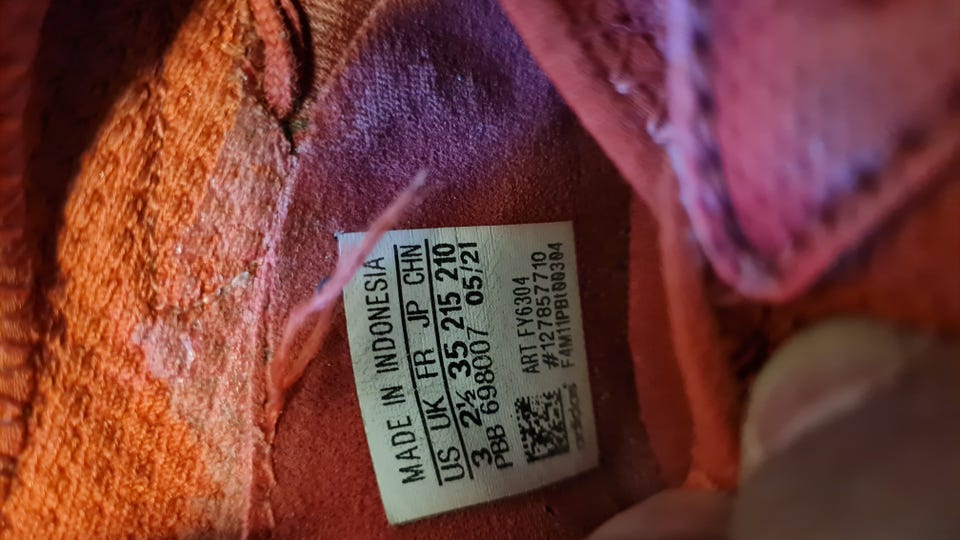 MADE IN INDONESIA
US UK FR JP CHN
3 2½ 35 215 210
PBB 698007 05/21
ART FY6304
#127857710
F4M11PBt00304
adidas